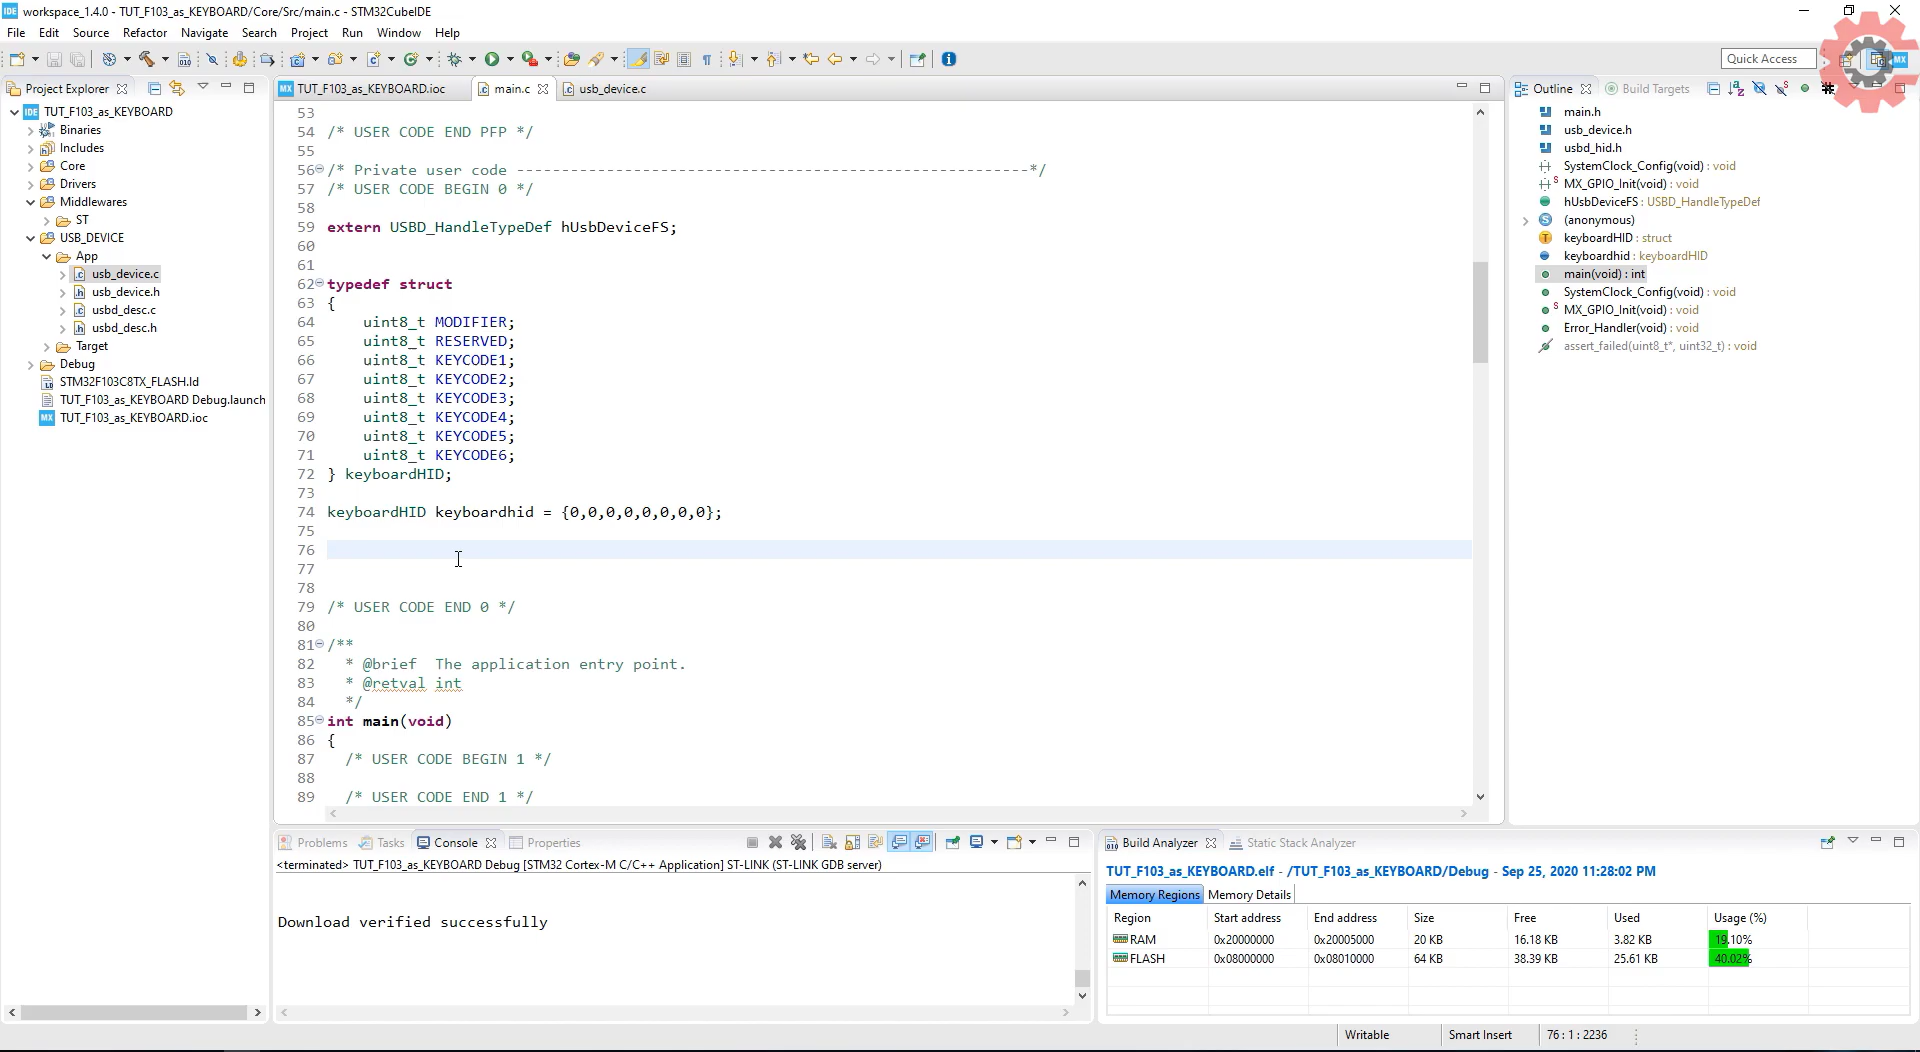 workspace_1.4.0 - TUT_F103_as_KEYBOARD/Core/Src/main.c - STM32CubeIDE
File Edit Source Refactor Navigate Search Project Run Window Help
Quick Access
Project Explorer
TUT_F103_as_KEYBOARD
Binaries
Includes
Core
Drivers
Middlewares
ST
USB_DEVICE
App
usb_device.c
usb_device.h
usbd_desc.c
usbd_desc.h
Target
Debug
STM32F103C8TX_FLASH.ld
TUT_F103_as_KEYBOARD Debug.launch
TUT_F103_as_KEYBOARD.ioc
TUT_F103_as_KEYBOARD.ioc main.c usb_device.c
53
54 /* USER CODE END PFP */
55
56 /* Private user code ---------------------------------------------------------*/
57 /* USER CODE BEGIN 0 */
58
59 extern USBD_HandleTypeDef hUsbDeviceFS;
60
61
62 typedef struct
63 {
64 uint8_t MODIFIER;
65 uint8_t RESERVED;
66 uint8_t KEYCODE1;
67 uint8_t KEYCODE2;
68 uint8_t KEYCODE3;
69 uint8_t KEYCODE4;
70 uint8_t KEYCODE5;
71 uint8_t KEYCODE6;
72 } keyboardHID;
73
74 keyboardHID keyboardhid = {0,0,0,0,0,0,0,0};
75
76
77
78
79 /* USER CODE END 0 */
80
81 /**
82 * @brief The application entry point.
83 * @retval int
84 */
85 int main(void)
86 {
87 /* USER CODE BEGIN 1 */
88
89 /* USER CODE END 1 */
Outline Build Targets
main.h
usb_device.h
usbd_hid.h
SystemClock_Config(void) : void
MX_GPIO_Init(void) : void
hUsbDeviceFS : USBD_HandleTypeDef
(anonymous)
keyboardHID : struct
keyboardhid : keyboardHID
main(void) : int
SystemClock_Config(void) : void
MX_GPIO_Init(void) : void
Error_Handler(void) : void
assert_failed(uint8_t*, uint32_t) : void
Problems Tasks Console Properties
<terminated> TUT_F103_as_KEYBOARD Debug [STM32 Cortex-M C/C++ Application] ST-LINK (ST-LINK GDB server)
Download verified successfully
Build Analyzer Static Stack Analyzer
TUT_F103_as_KEYBOARD.elf - /TUT_F103_as_KEYBOARD/Debug - Sep 25, 2020 11:28:02 PM
Memory Regions Memory Details
Region Start address End address Size Free Used Usage (%)
RAM 0x20000000 0x20005000 20 KB 16.18 KB 3.82 KB 19.10%
FLASH 0x08000000 0x08010000 64 KB 38.39 KB 25.61 KB 40.02%
Writable Smart Insert 76 : 1 : 2236